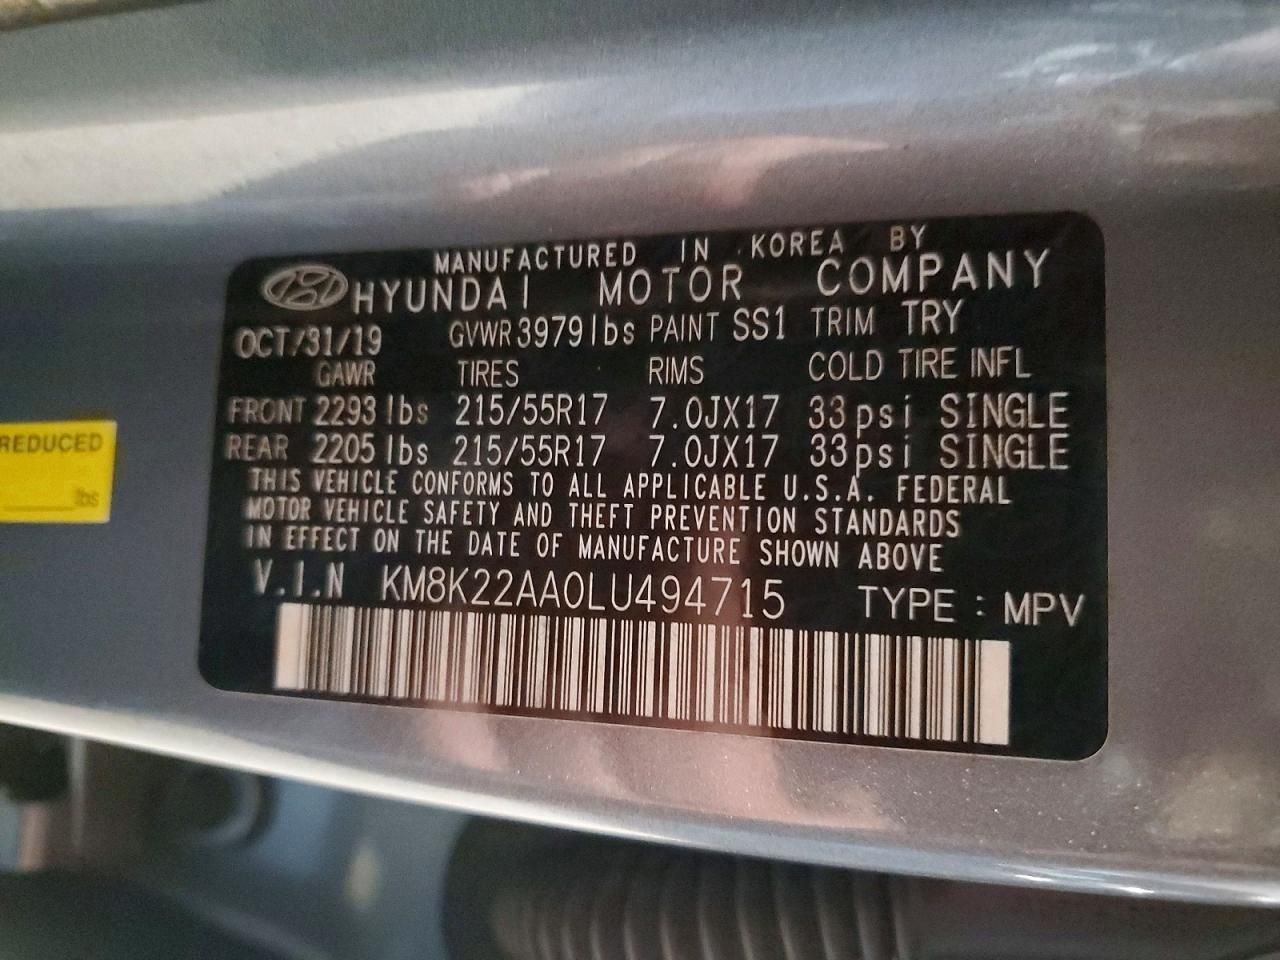 MANUFACTURED IN KOREA BY
HYUNDAI MOTOR COMPANY
OCT/31/19 GVWR 3979lbs PAINT SS1 TRIM TRY
GAWR TIRES RIMS COLD TIRE INFL
FRONT 2293 lbs 215/55R17 7.0JX17 33psi SINGLE
REAR 2205 lbs 215/55R17 7.0JX17 33psi SINGLE
THIS VEHICLE CONFORMS TO ALL APPLICABLE U.S.A. FEDERAL
MOTOR VEHICLE SAFETY AND THEFT PREVENTION STANDARDS
IN EFFECT ON THE DATE OF MANUFACTURE SHOWN ABOVE
V.I.N KM8K22AA0LU494715 TYPE : MPV
REDUCED
lbs